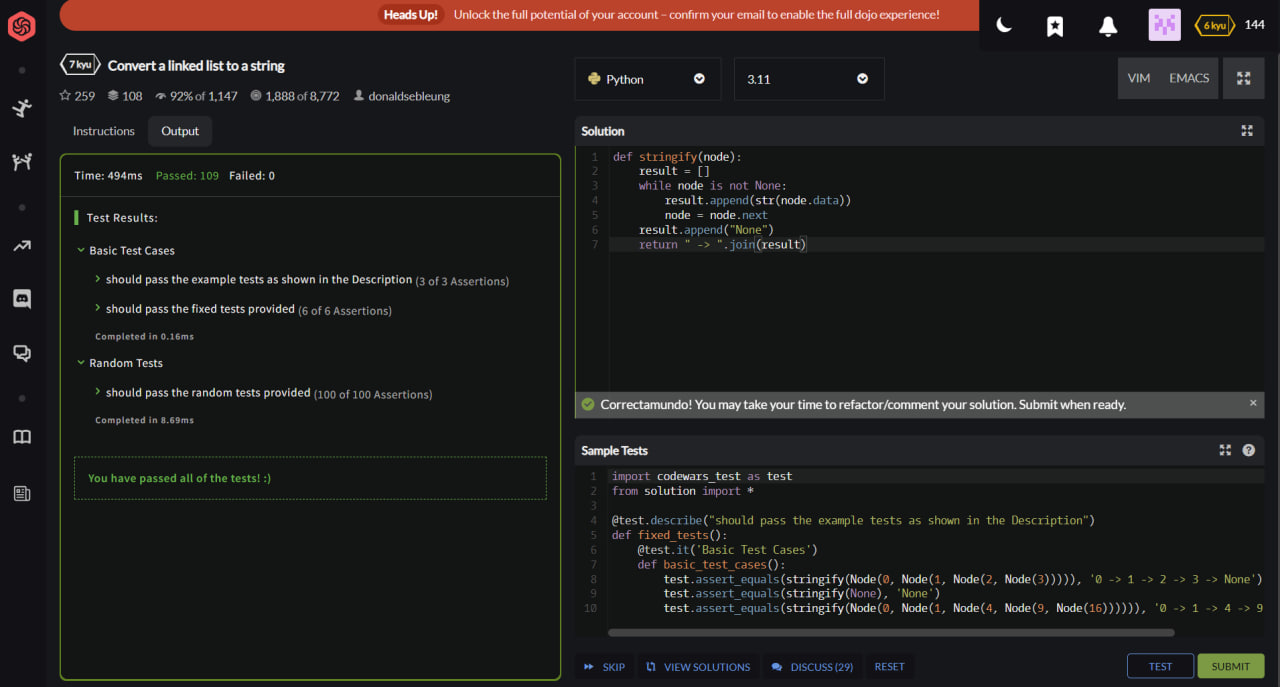 Heads Up! Unlock the full potential of your account – confirm your email to enable the full dojo experience!
6 kyu 144
7 kyu Convert a linked list to a string
259 108 92% of 1,147 1,888 of 8,772 donaldsebleung
Instructions Output
Time: 494ms Passed: 109 Failed: 0
Test Results:
Basic Test Cases
should pass the example tests as shown in the Description (3 of 3 Assertions)
should pass the fixed tests provided (6 of 6 Assertions)
Completed in 0.16ms
Random Tests
should pass the random tests provided (100 of 100 Assertions)
Completed in 8.69ms
You have passed all of the tests! :)
Python 3.11 VIM EMACS
Solution
1 def stringify(node):
2     result = []
3     while node is not None:
4         result.append(str(node.data))
5         node = node.next
6     result.append("None")
7     return " -> ".join(result)
Correctamundo! You may take your time to refactor/comment your solution. Submit when ready. ×
Sample Tests
1 import codewars_test as test
2 from solution import *
3
4 @test.describe("should pass the example tests as shown in the Description")
5 def fixed_tests():
6     @test.it('Basic Test Cases')
7     def basic_test_cases():
8         test.assert_equals(stringify(Node(0, Node(1, Node(2, Node(3))))), '0 -> 1 -> 2 -> 3 -> None')
9         test.assert_equals(stringify(None), 'None')
10         test.assert_equals(stringify(Node(0, Node(1, Node(4, Node(9, Node(16)))))), '0 -> 1 -> 4 -> 9
SKIP VIEW SOLUTIONS DISCUSS (29) RESET TEST SUBMIT